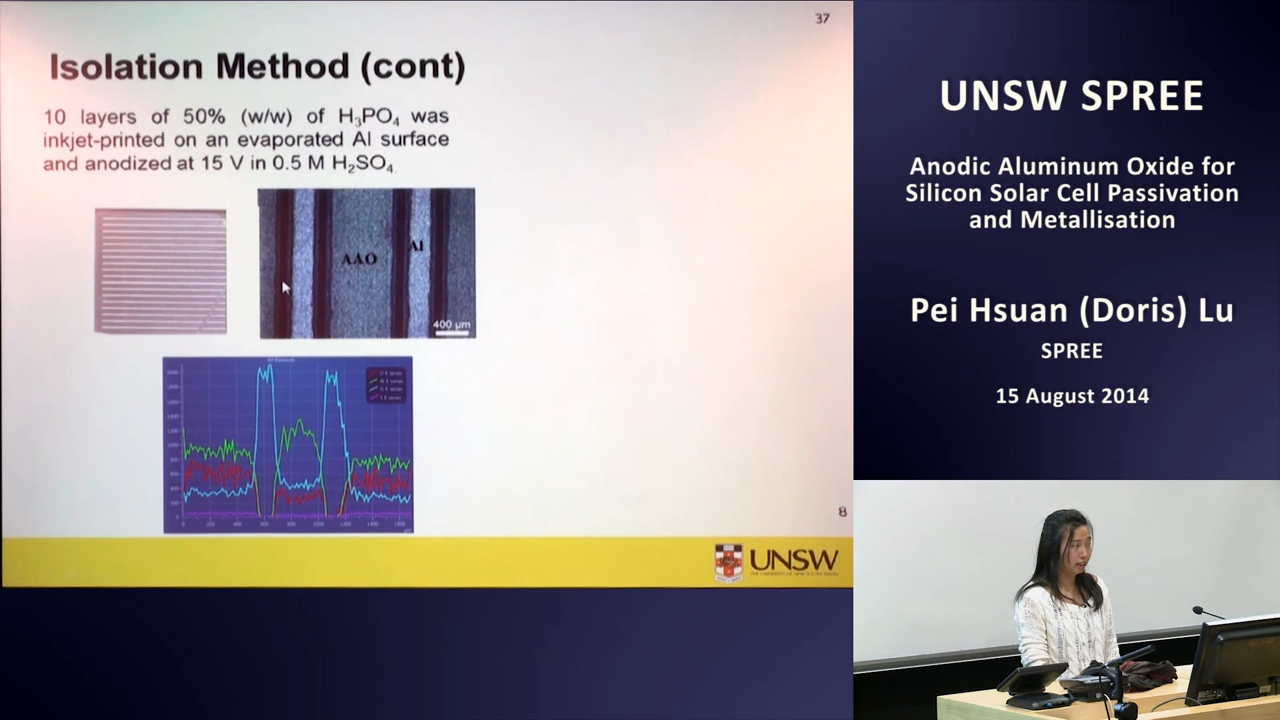 37
Isolation Method (cont)
10 layers of 50% (w/w) of H₃PO₄ was
inkjet-printed on an evaporated Al surface
and anodized at 15 V in 0.5 M H₂SO₄
AAO
Al
400 µm
8
UNSW
UNSW SPREE
Anodic Aluminum Oxide for
Silicon Solar Cell Passivation
and Metallisation
Pei Hsuan (Doris) Lu
SPREE
15 August 2014